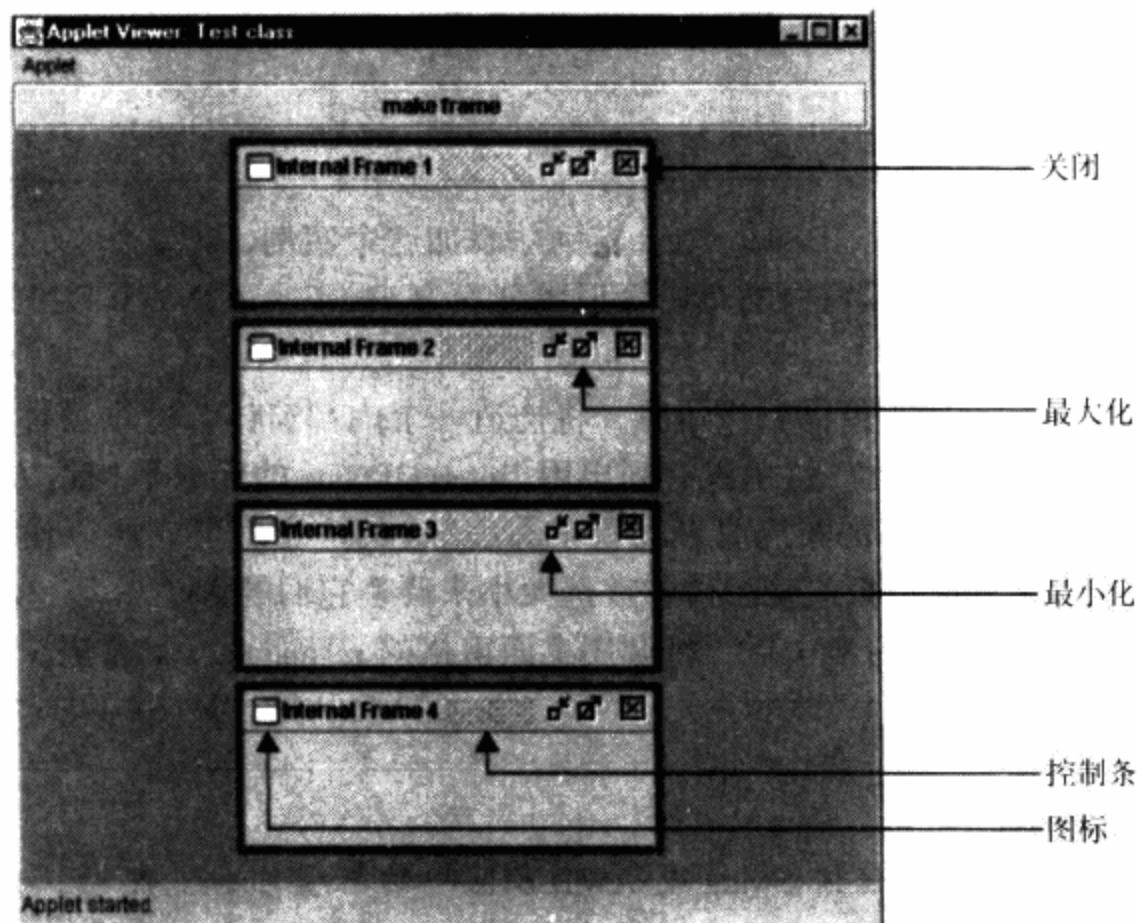 Applet Viewer: Test class
Applet
make frame
Internal Frame 1
关闭
Internal Frame 2
最大化
Internal Frame 3
最小化
Internal Frame 4
控制条
图标
Applet started